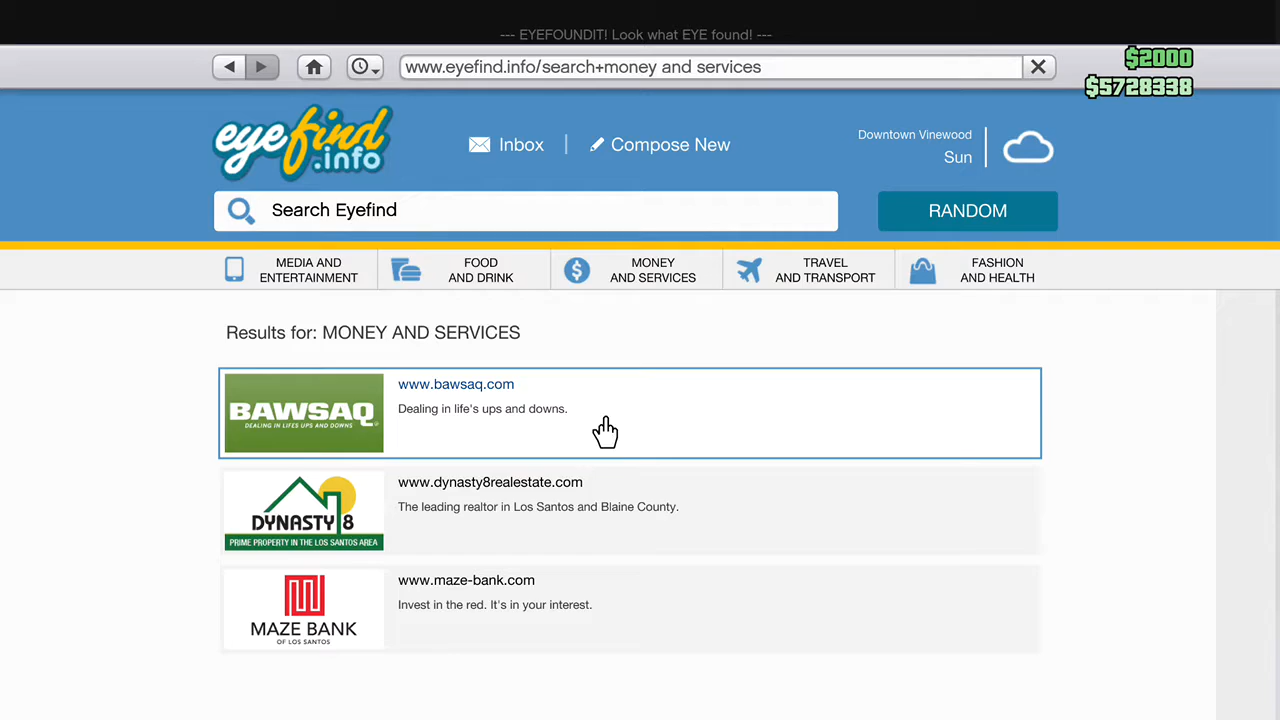 --- EYEFOUNDIT! Look what EYE found! ---
www.eyefind.info/search+money and services
$2000
$5728338
eyefind.info
Inbox
Compose New
Downtown Vinewood
Sun
Search Eyefind
RANDOM
MEDIA AND
ENTERTAINMENT
FOOD
AND DRINK
MONEY
AND SERVICES
TRAVEL
AND TRANSPORT
FASHION
AND HEALTH
Results for: MONEY AND SERVICES
BAWSAQ
DEALING IN LIFES UPS AND DOWNS
www.bawsaq.com
Dealing in life's ups and downs.
DYNASTY 8
PRIME PROPERTY IN THE LOS SANTOS AREA
www.dynasty8realestate.com
The leading realtor in Los Santos and Blaine County.
MAZE BANK
OF LOS SANTOS
www.maze-bank.com
Invest in the red. It's in your interest.